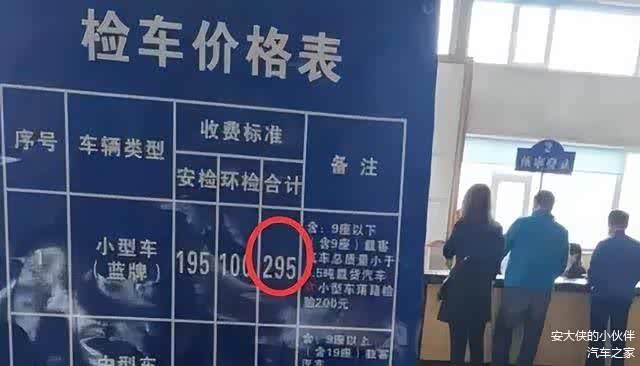 检车价格表
序号
车辆类型
收费标准
备 注
安检 环检 合计
1
小型车
（蓝牌）
195
100
295
含：9座以下
（含9座）载客
车总质量小于
.5吨载货汽车
小型车项路检
验200元
中型车
9座以上
（含19座）载客
安大侠的小伙伴
汽车之家